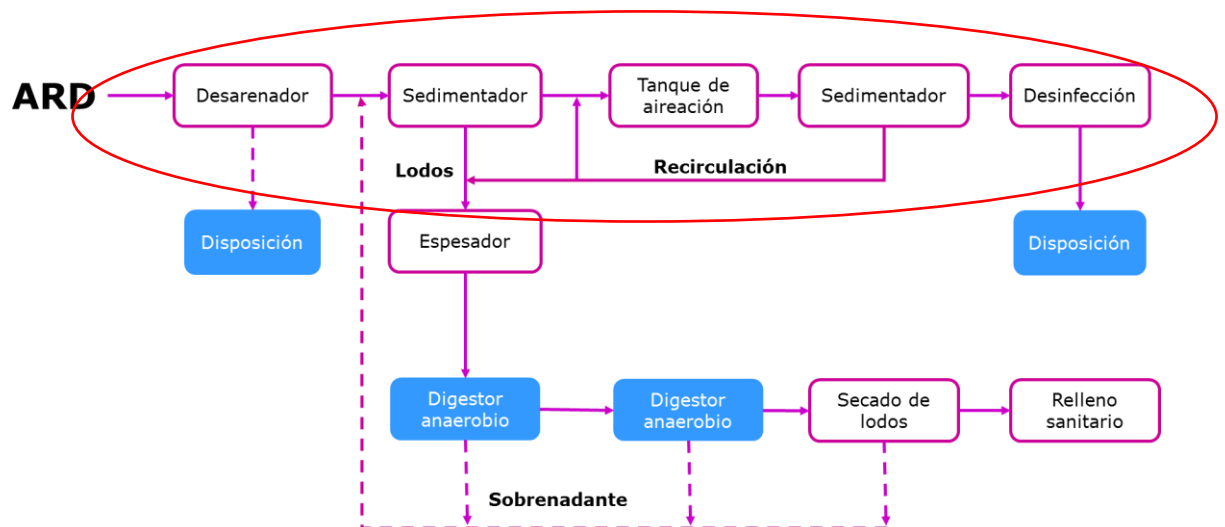 ARD
Desarenador
Sedimentador
Tanque de
aireación
Sedimentador
Desinfección
Lodos
Recirculación
Disposición
Espesador
Disposición
Digestor
anaerobio
Digestor
anaerobio
Secado de
lodos
Relleno
sanitario
Sobrenadante